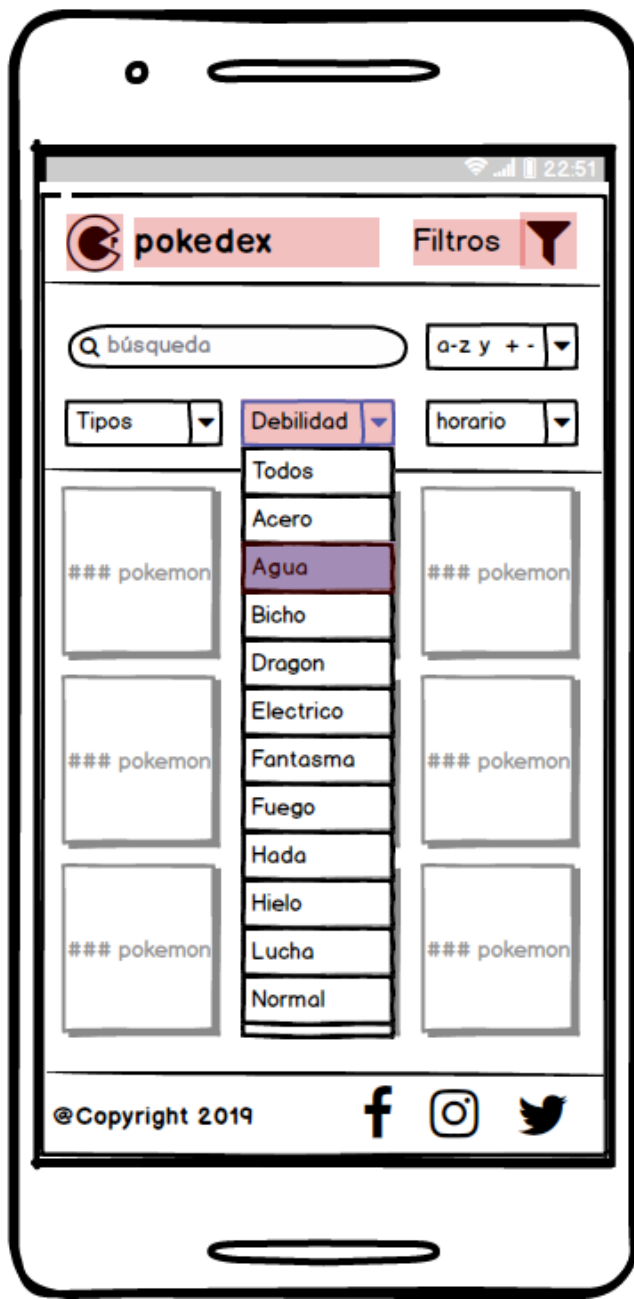 22:51
pokedex Filtros
búsqueda a-z y + -
Tipos Debilidad horario
Todos
Acero
### pokemon Agua ### pokemon
Bicho
Dragon
Electrico
### pokemon Fantasma ### pokemon
Fuego
Hada
Hielo
### pokemon Lucha ### pokemon
Normal
@Copyright 2019